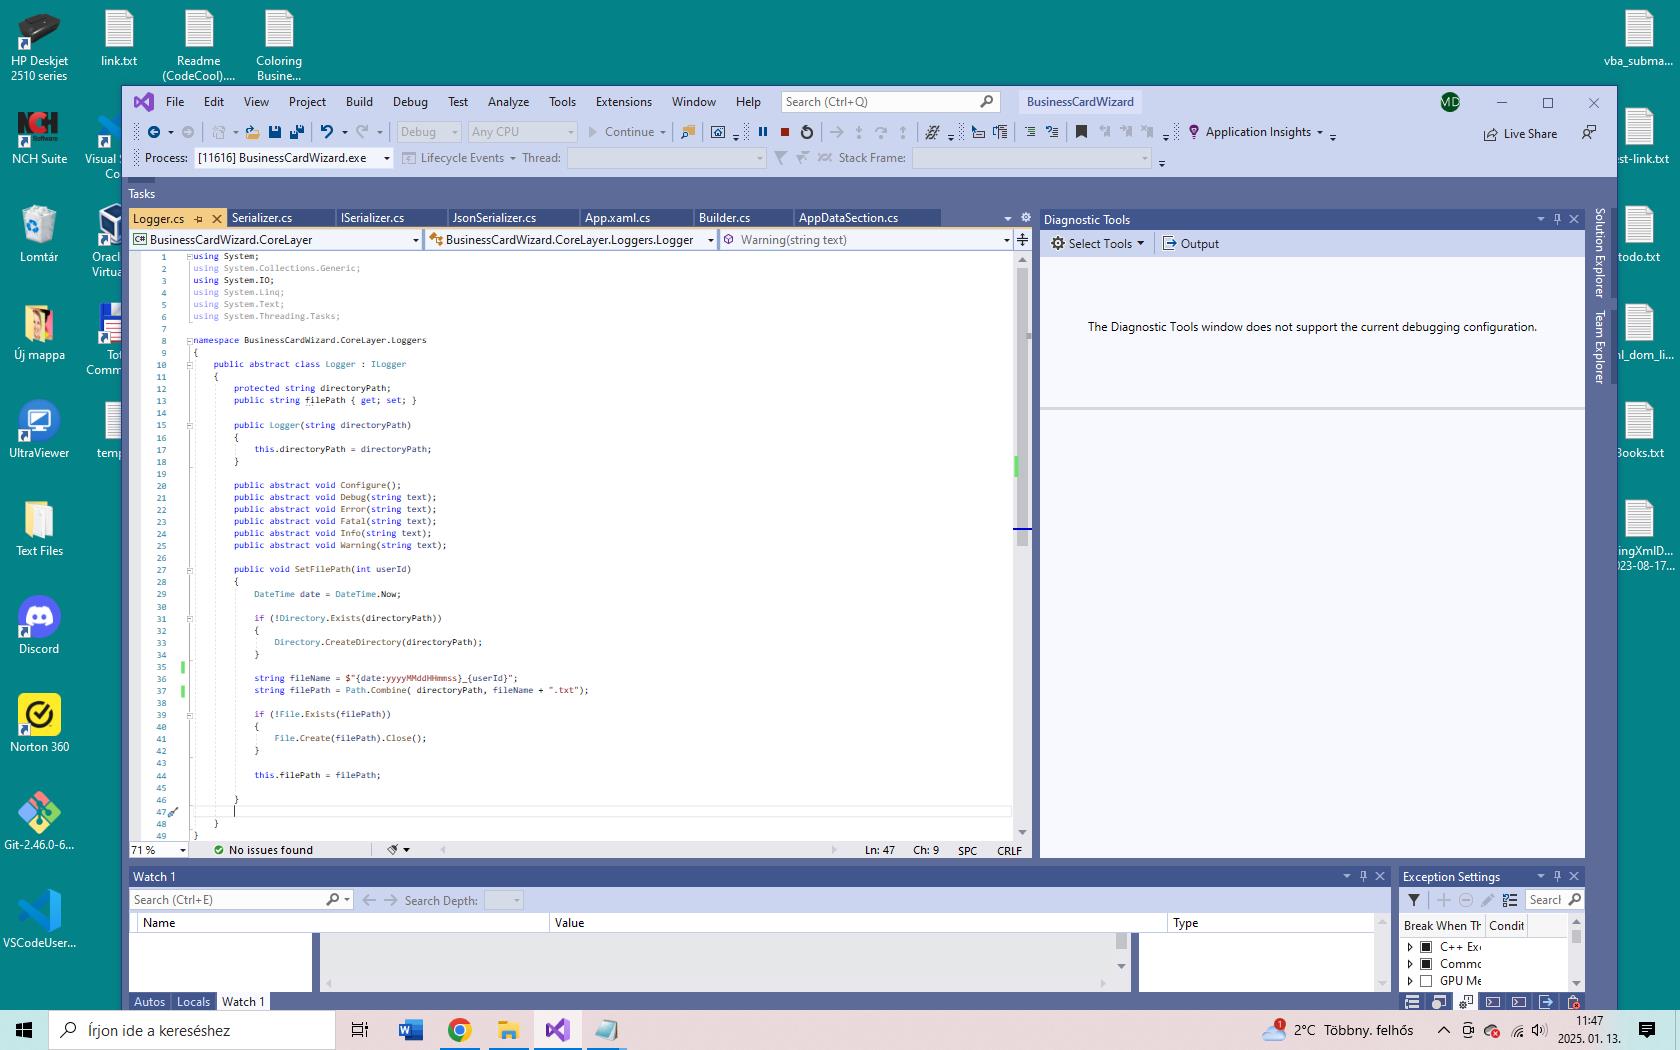 HP Deskjet
2510 series
link.txt
Readme
(CodeCool)....
Coloring
Busine...
vba_subma...
NCH
Software
NCH Suite
Visual S
Co
Lomtár
Orac
Virtu
Új mappa
Tot
Comm
UltraViewer
temp
Text Files
Discord
Norton 360
Git-2.46.0-6...
VSCodeUser...
est-link.txt
todo.txt
nl_dom_li...
Books.txt
ingXmlD...
023-08-17...
File Edit View Project Build Debug Test Analyze Tools Extensions Window Help
Search (Ctrl+Q)
BusinessCardWizard
MD
Debug
Any CPU
Continue
Application Insights
Live Share
Process: [11616] BusinessCardWizard.exe
Lifecycle Events
Thread:
Stack Frame:
Tasks
Logger.cs Serializer.cs ISerializer.cs JsonSerializer.cs App.xaml.cs Builder.cs AppDataSection.cs
C# BusinessCardWizard.CoreLayer
BusinessCardWizard.CoreLayer.Loggers.Logger
Warning(string text)
1 using System;
2 using System.Collections.Generic;
3 using System.IO;
4 using System.Linq;
5 using System.Text;
6 using System.Threading.Tasks;
7
8 namespace BusinessCardWizard.CoreLayer.Loggers
9 {
10 public abstract class Logger : ILogger
11 {
12 protected string directoryPath;
13 public string filePath { get; set; }
14
15 public Logger(string directoryPath)
16 {
17 this.directoryPath = directoryPath;
18 }
19
20 public abstract void Configure();
21 public abstract void Debug(string text);
22 public abstract void Error(string text);
23 public abstract void Fatal(string text);
24 public abstract void Info(string text);
25 public abstract void Warning(string text);
26
27 public void SetFilePath(int userId)
28 {
29 DateTime date = DateTime.Now;
30
31 if (!Directory.Exists(directoryPath))
32 {
33 Directory.CreateDirectory(directoryPath);
34 }
35
36 string fileName = $"{date:yyyyMMddHHmmss}_{userId}";
37 string filePath = Path.Combine( directoryPath, fileName + ".txt");
38
39 if (!File.Exists(filePath))
40 {
41 File.Create(filePath).Close();
42 }
43
44 this.filePath = filePath;
45
46 }
47
48 }
49 }
71 %
No issues found
Ln: 47 Ch: 9 SPC CRLF
Diagnostic Tools
Select Tools
Output
The Diagnostic Tools window does not support the current debugging configuration.
Solution Explorer
Team Explorer
Watch 1
Search (Ctrl+E)
Search Depth:
Name Value Type
Autos Locals Watch 1
Exception Settings
Search
Break When Th Condit
C++ Exc
Commo
GPU Me
Írjon ide a kereséshez
1
2°C Többny. felhős
11:47
2025. 01. 13.